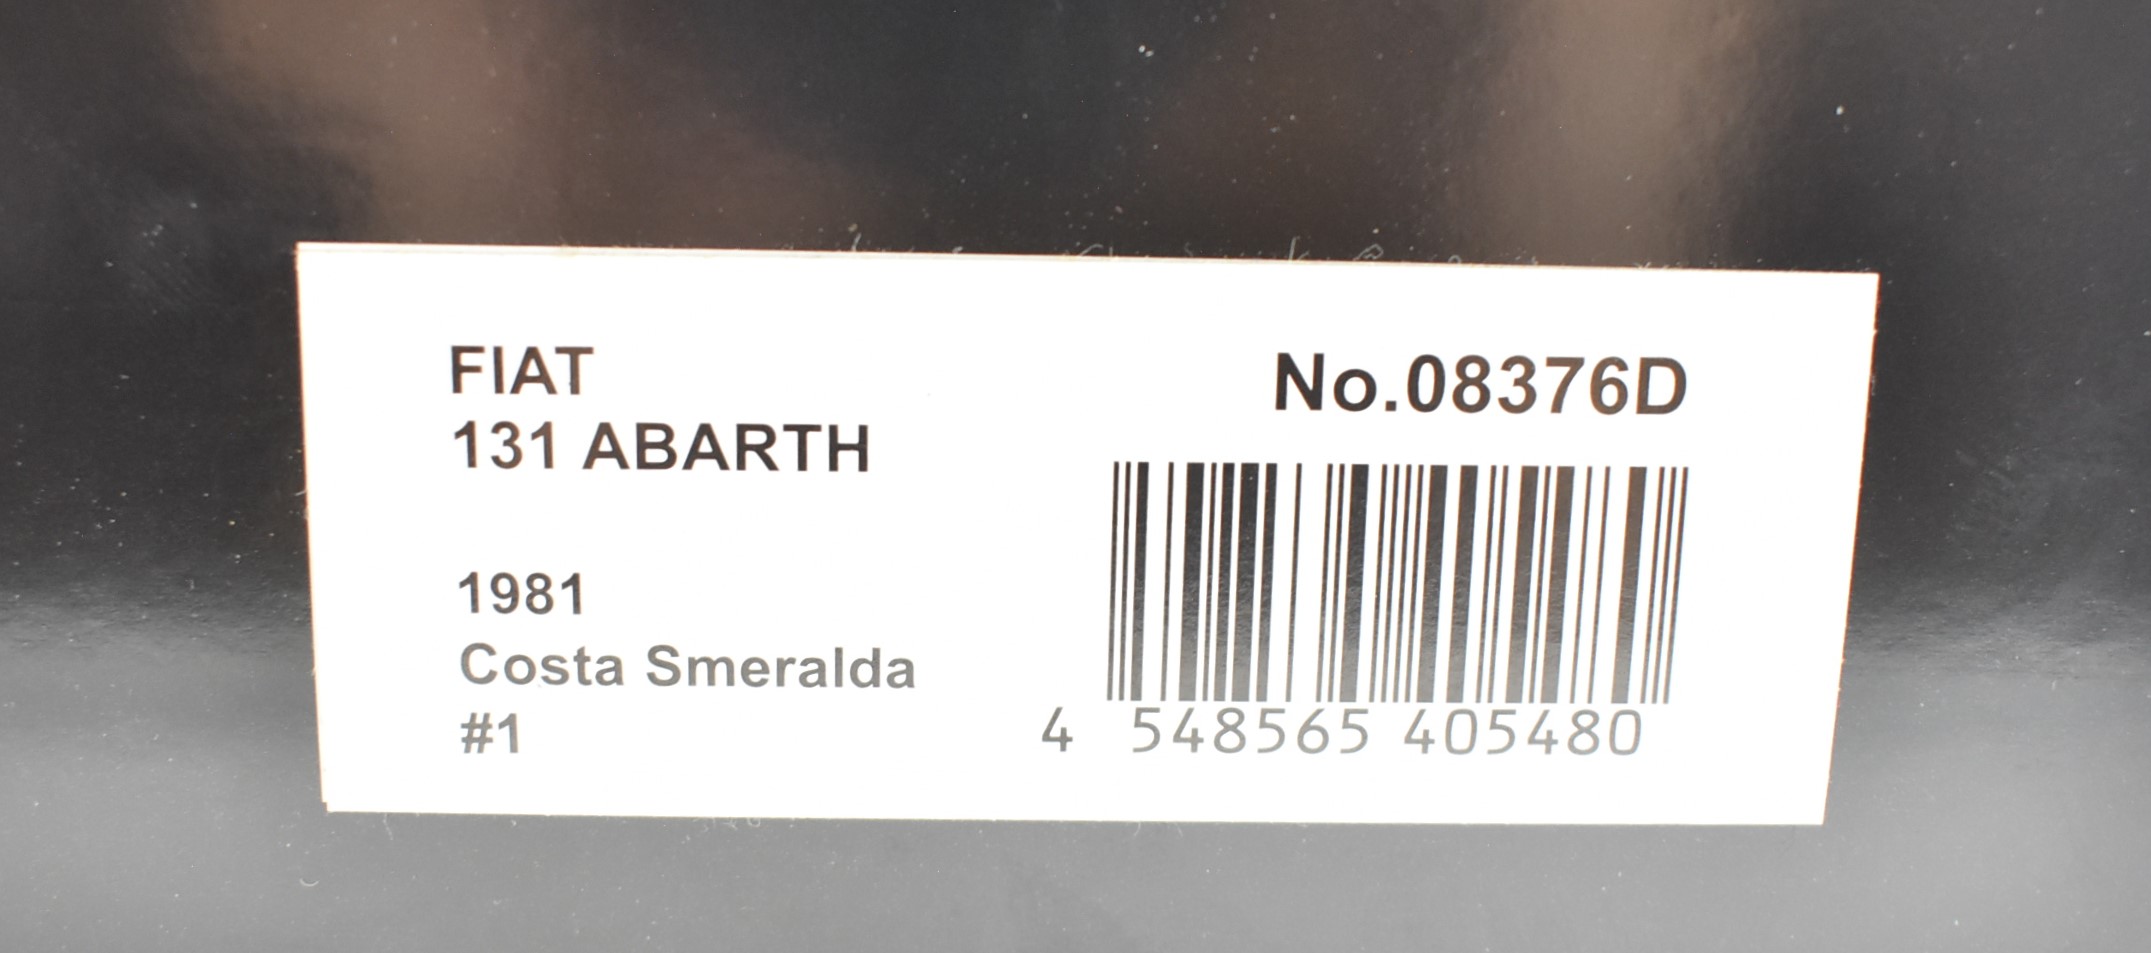 FIAT
131 ABARTH
1981
Costa Smeralda
#1
No.08376D
4 548565 405480